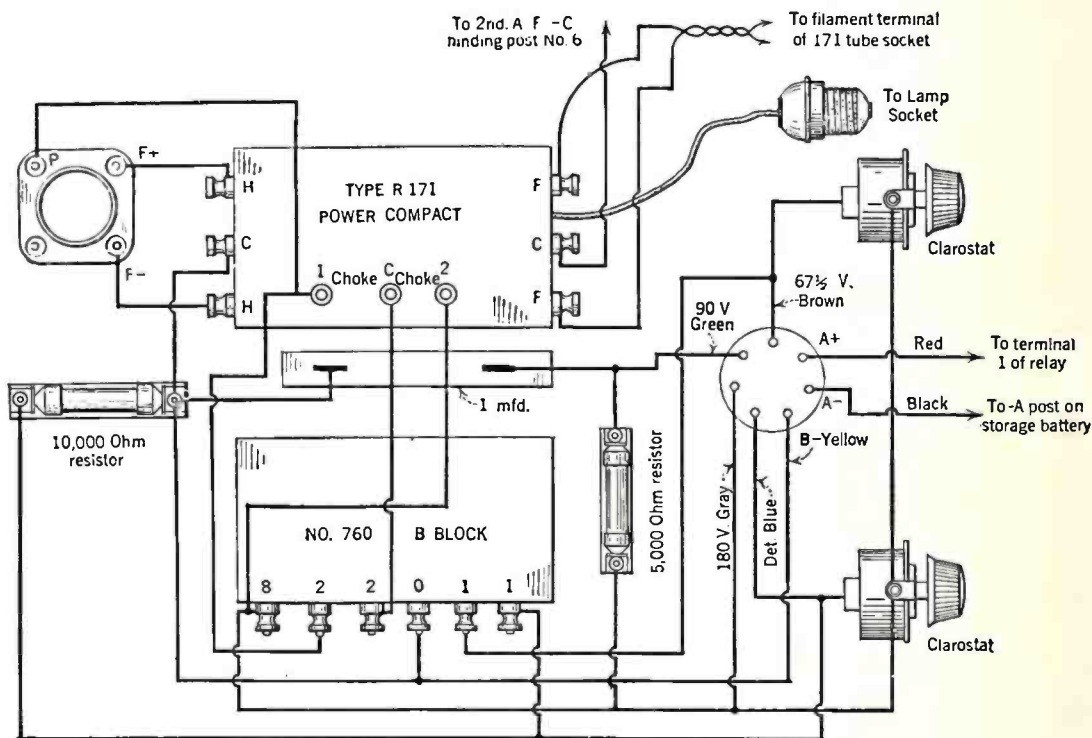 To 2nd. A F -C
binding post No. 6
To filament terminal
of 171 tube socket
To Lamp
Socket
P
F+
F-
H
C
H
TYPE R 171
POWER COMPACT
F
C
F
1 Choke C Choke 2
Clarostat
67½ V.
Brown
90 V
Green
A+
Red
To terminal
1 of relay
A-
Black
To -A post on
storage battery
1 mfd.
10,000 Ohm
resistor
B-Yellow
5,000 Ohm resistor
180 V. Gray
Det. Blue
NO. 760 B BLOCK
8 2 2 0 1 1
Clarostat